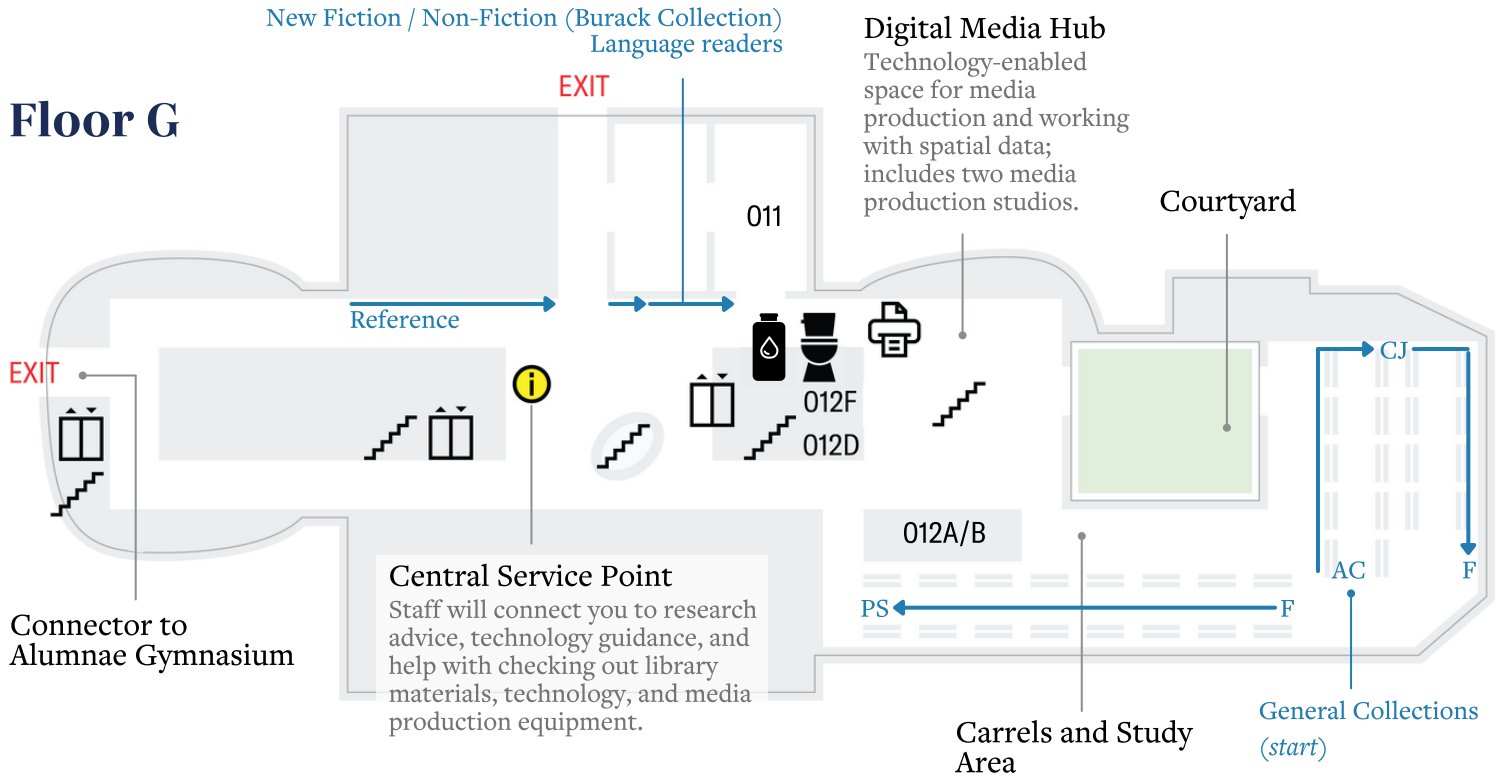 New Fiction / Non-Fiction (Burack Collection)
Language readers
EXIT
Floor G
Digital Media Hub
Technology-enabled
space for media
production and working
with spatial data;
includes two media
production studios.
Courtyard
011
Reference
EXIT
i
012F
012D
CJ
012A/B
AC
F
PS
F
Central Service Point
Staff will connect you to research
advice, technology guidance, and
help with checking out library
materials, technology, and media
production equipment.
Connector to
Alumnae Gymnasium
Carrels and Study
Area
General Collections
(start)